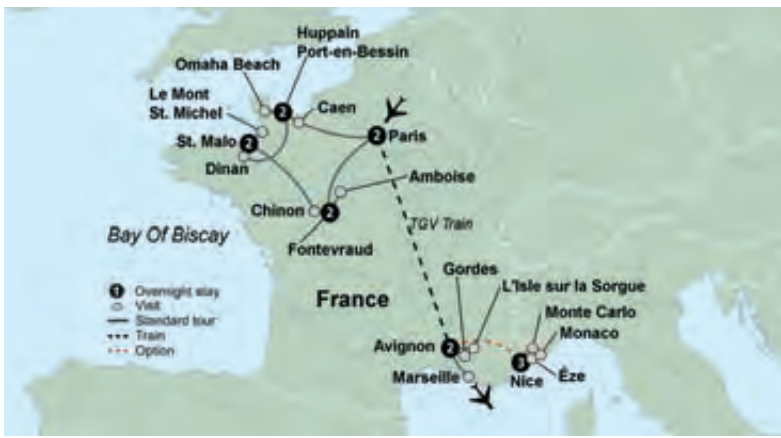 Huppain
Port-en-Bessin
Omaha Beach
Le Mont
St. Michel
Caen
2
St. Malo
2
2
Paris
Dinan
Amboise
Chinon
2
Bay Of Biscay
TGV Train
Fontevraud
Gordes
L'Isle sur la Sorgue
1 Overnight stay
Visit
France
Monte Carlo
Standard tour
Monaco
Train
Avignon
2
Option
3
Èze
Marseille
Nice